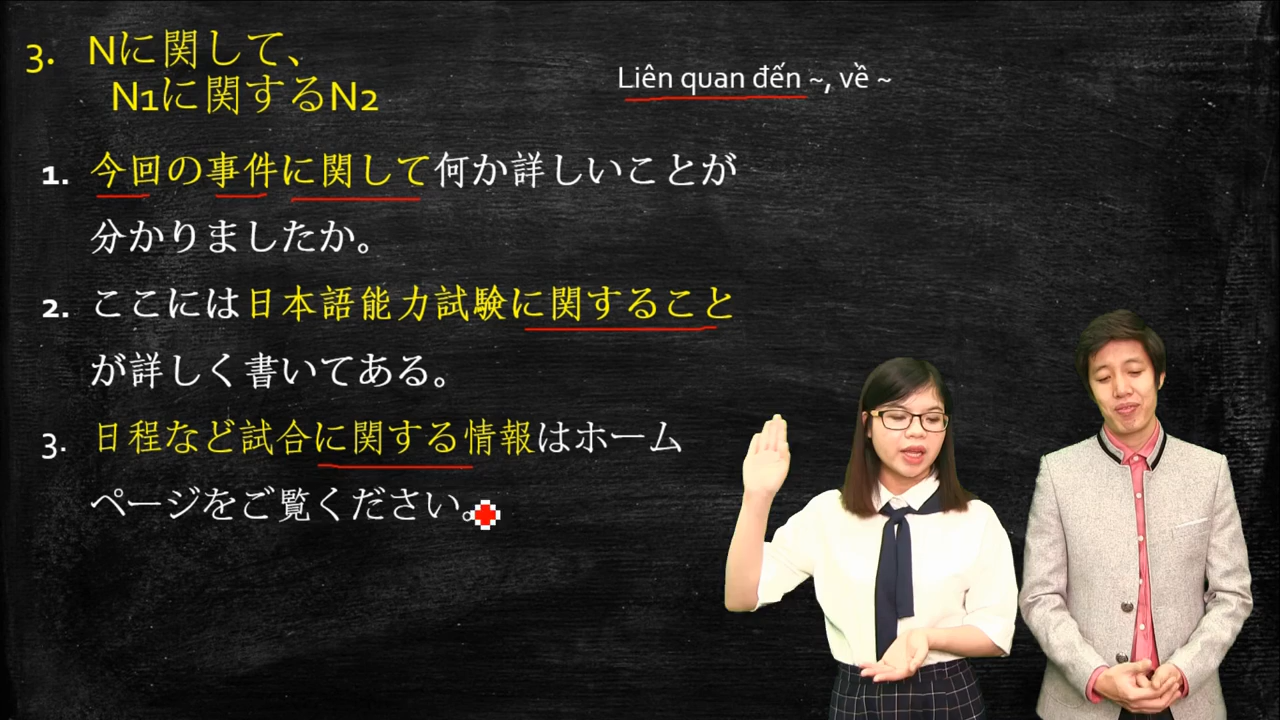 3. Nに関して、
N1に関するN2
Liên quan đến ~, về ~
1. 今回の事件に関して何か詳しいことが
分かりましたか。
2. ここには日本語能力試験に関すること
が詳しく書いてある。
3. 日程など試合に関する情報はホーム
ページをご覧ください。